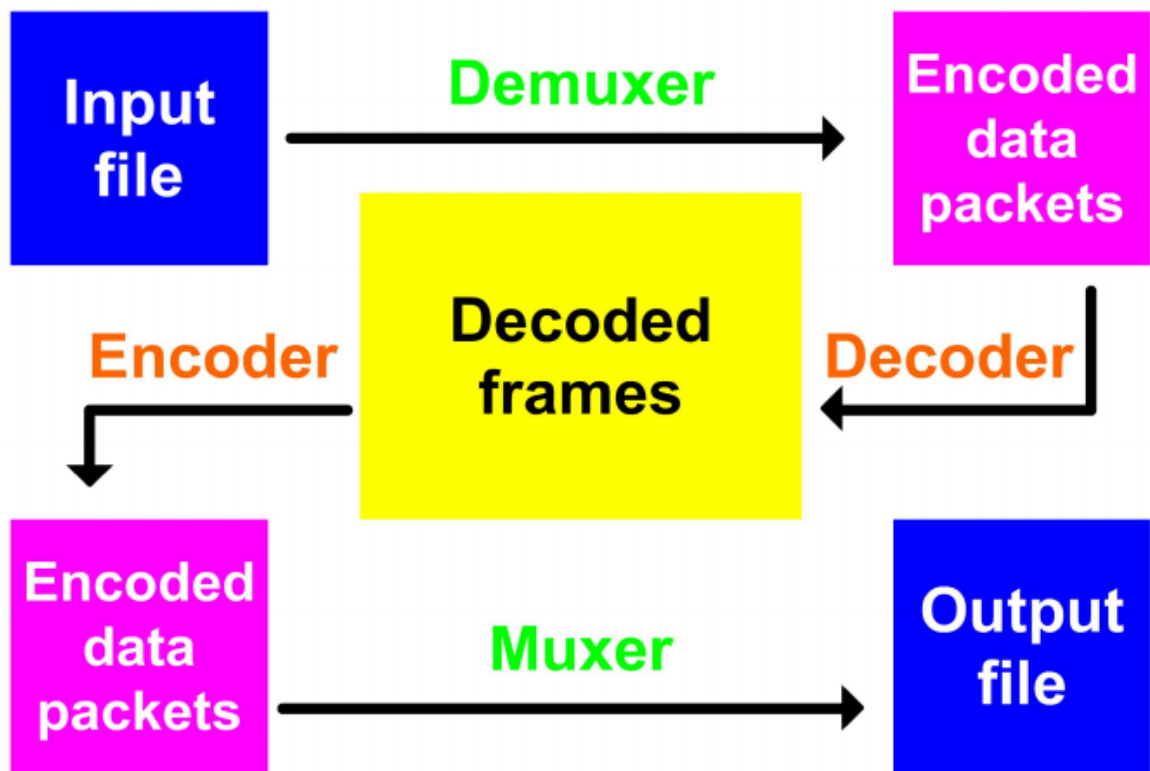 Input
file
Demuxer
Encoded
data
packets
Decoder
Decoded
frames
Encoder
Encoded
data
packets
Muxer
Output
file